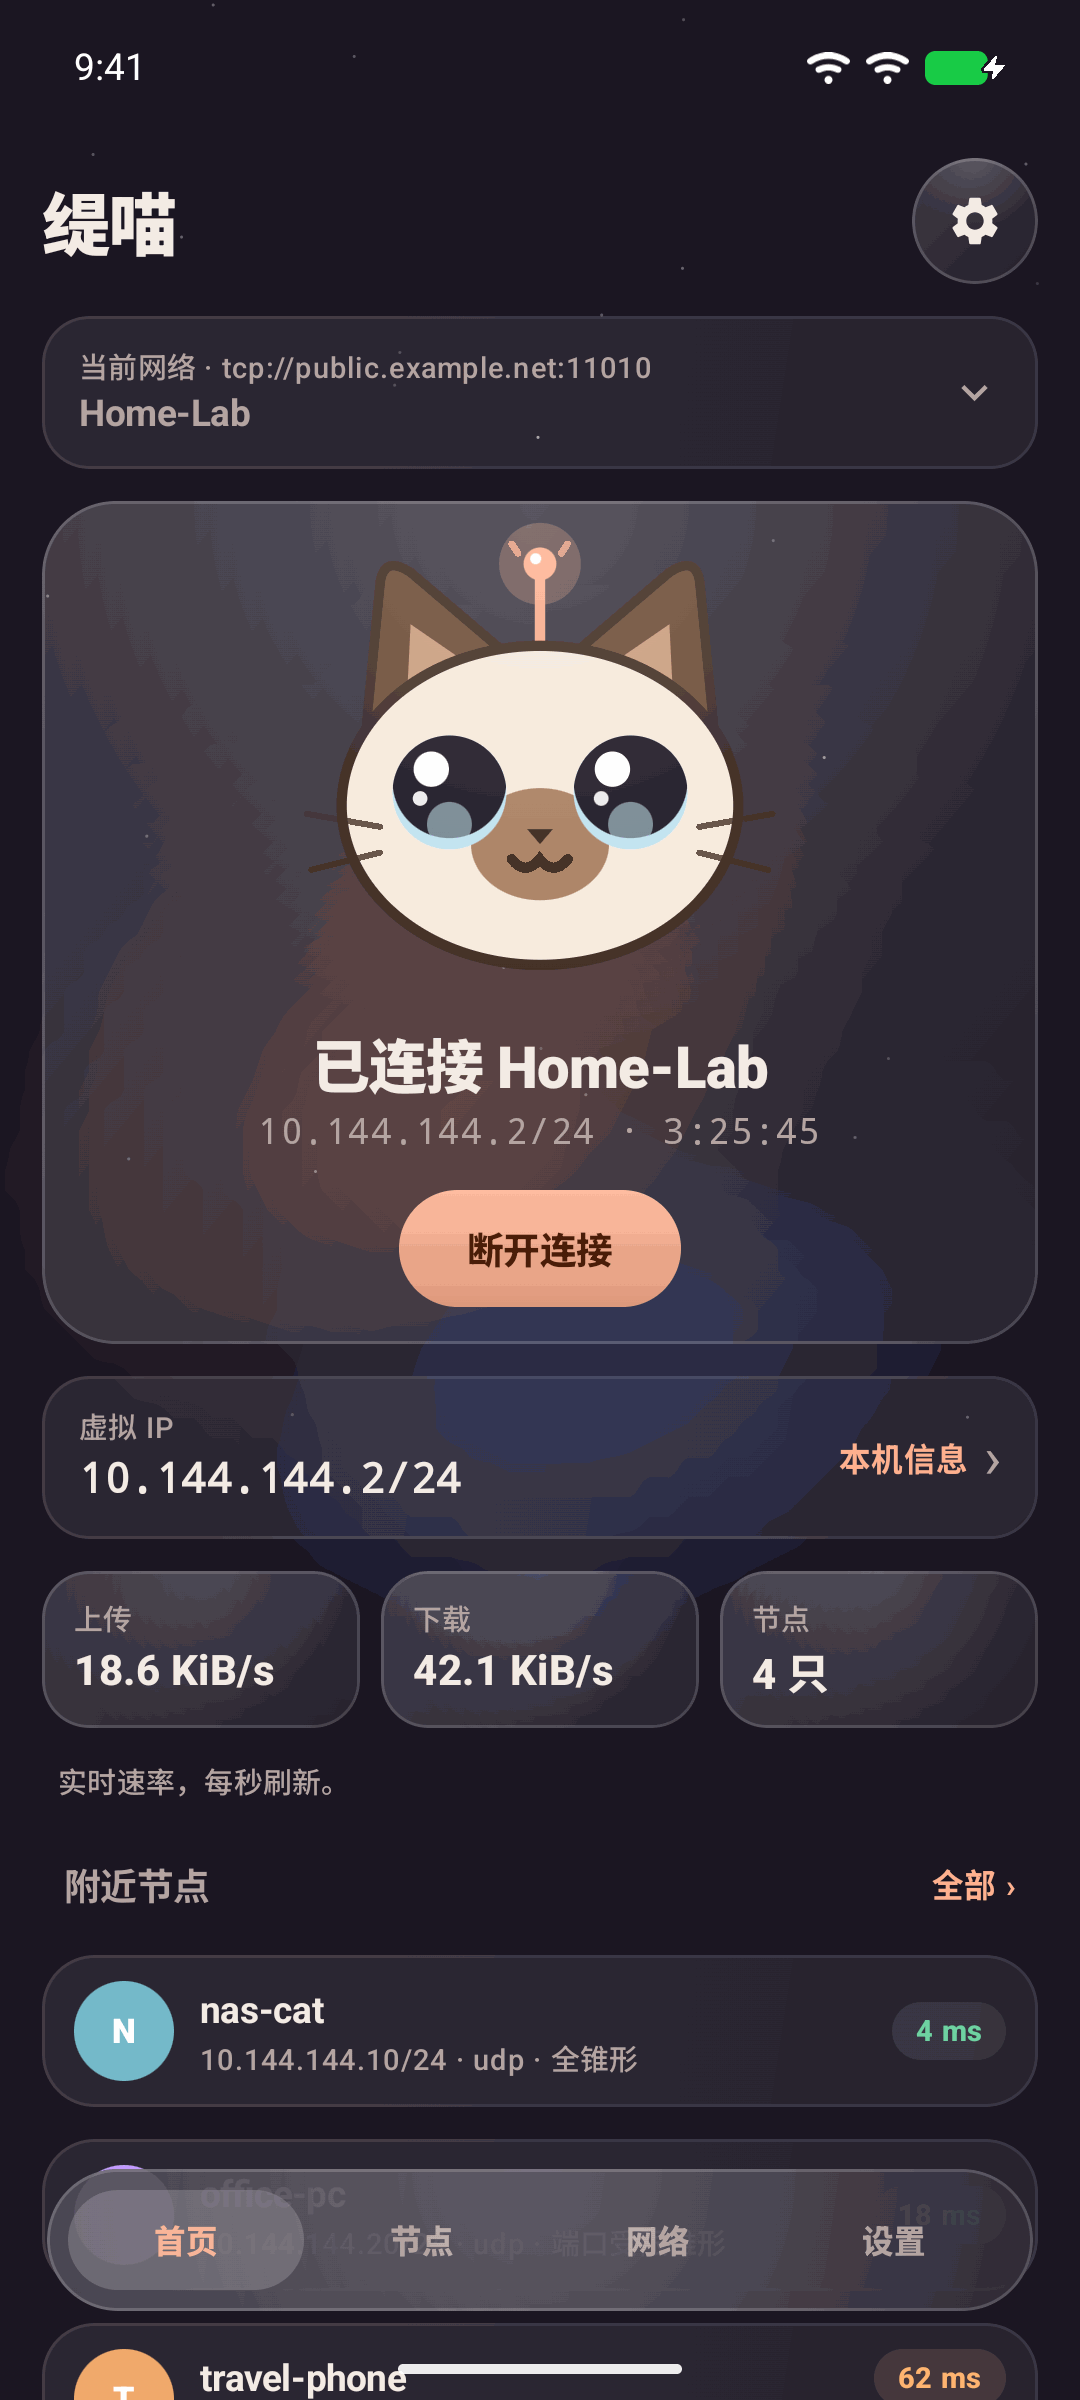 9:41
缇喵
当前网络 · tcp://public.example.net:11010
Home-Lab
已连接 Home-Lab
10.144.144.2/24 · 3:25:45
断开连接
虚拟 IP
10.144.144.2/24
本机信息 ›
上传
18.6 KiB/s
下载
42.1 KiB/s
节点
4 只
实时速率，每秒刷新。
附近节点
全部 ›
N
nas-cat
10.144.144.10/24 · udp · 全锥形
4 ms
office-pc
18 ms
首页
节点
网络
设置
T
travel-phone
62 ms